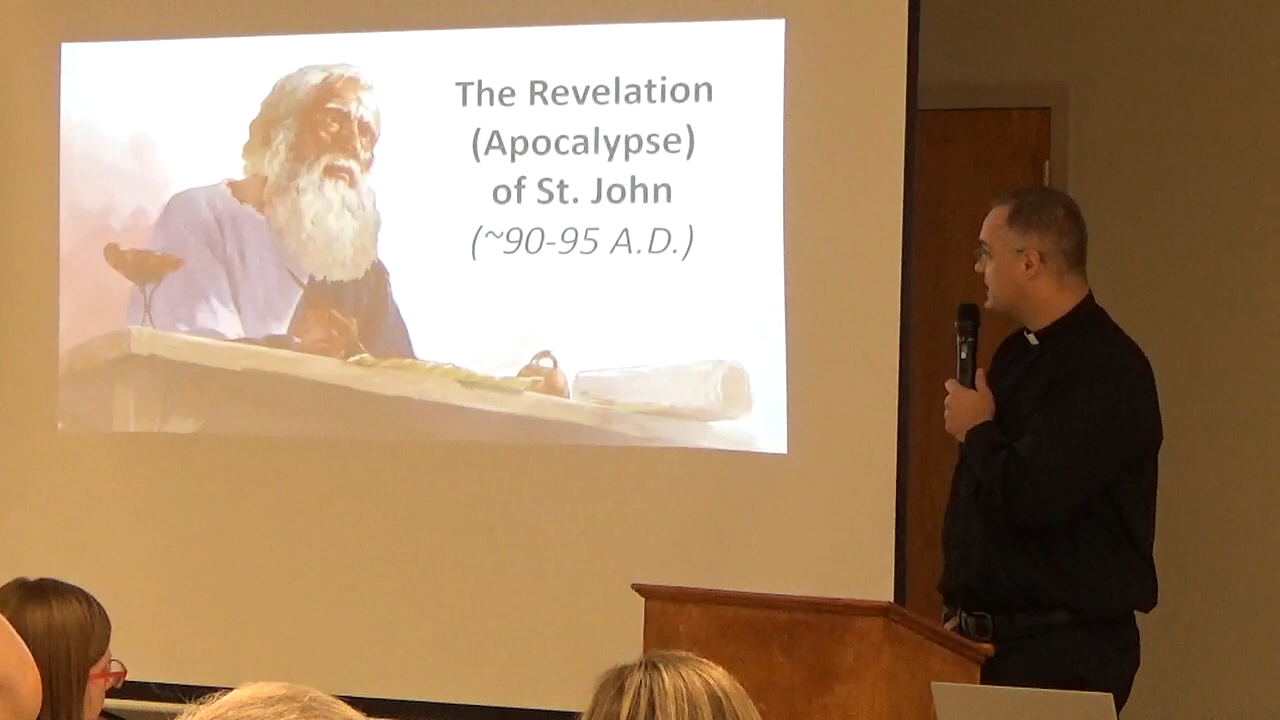 The Revelation
(Apocalypse)
of St. John
(~90-95 A.D.)